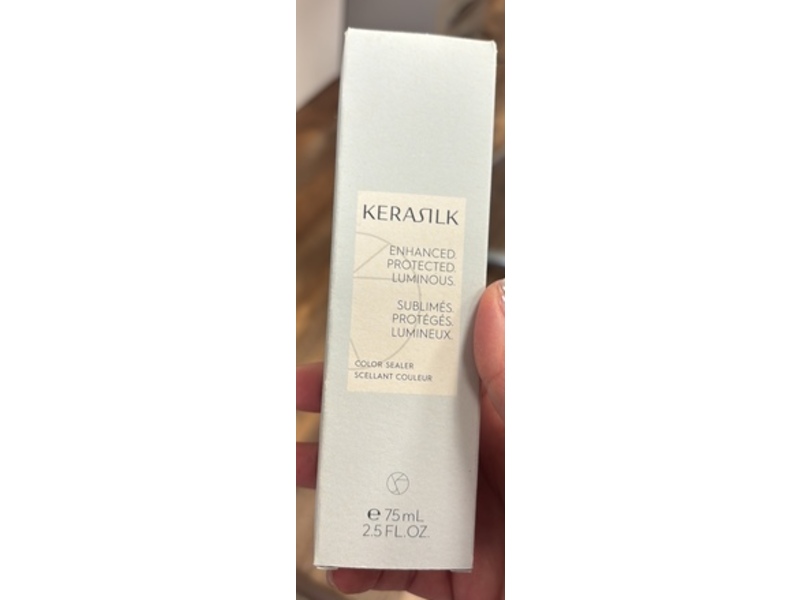 KERASILK
ENHANCED.
PROTECTED.
LUMINOUS.
SUBLIMÉS.
PROTÉGÉS.
LUMINEUX.
COLOR SEALER
SCELLANT COULEUR
℮ 75 mL
2.5 FL.OZ.